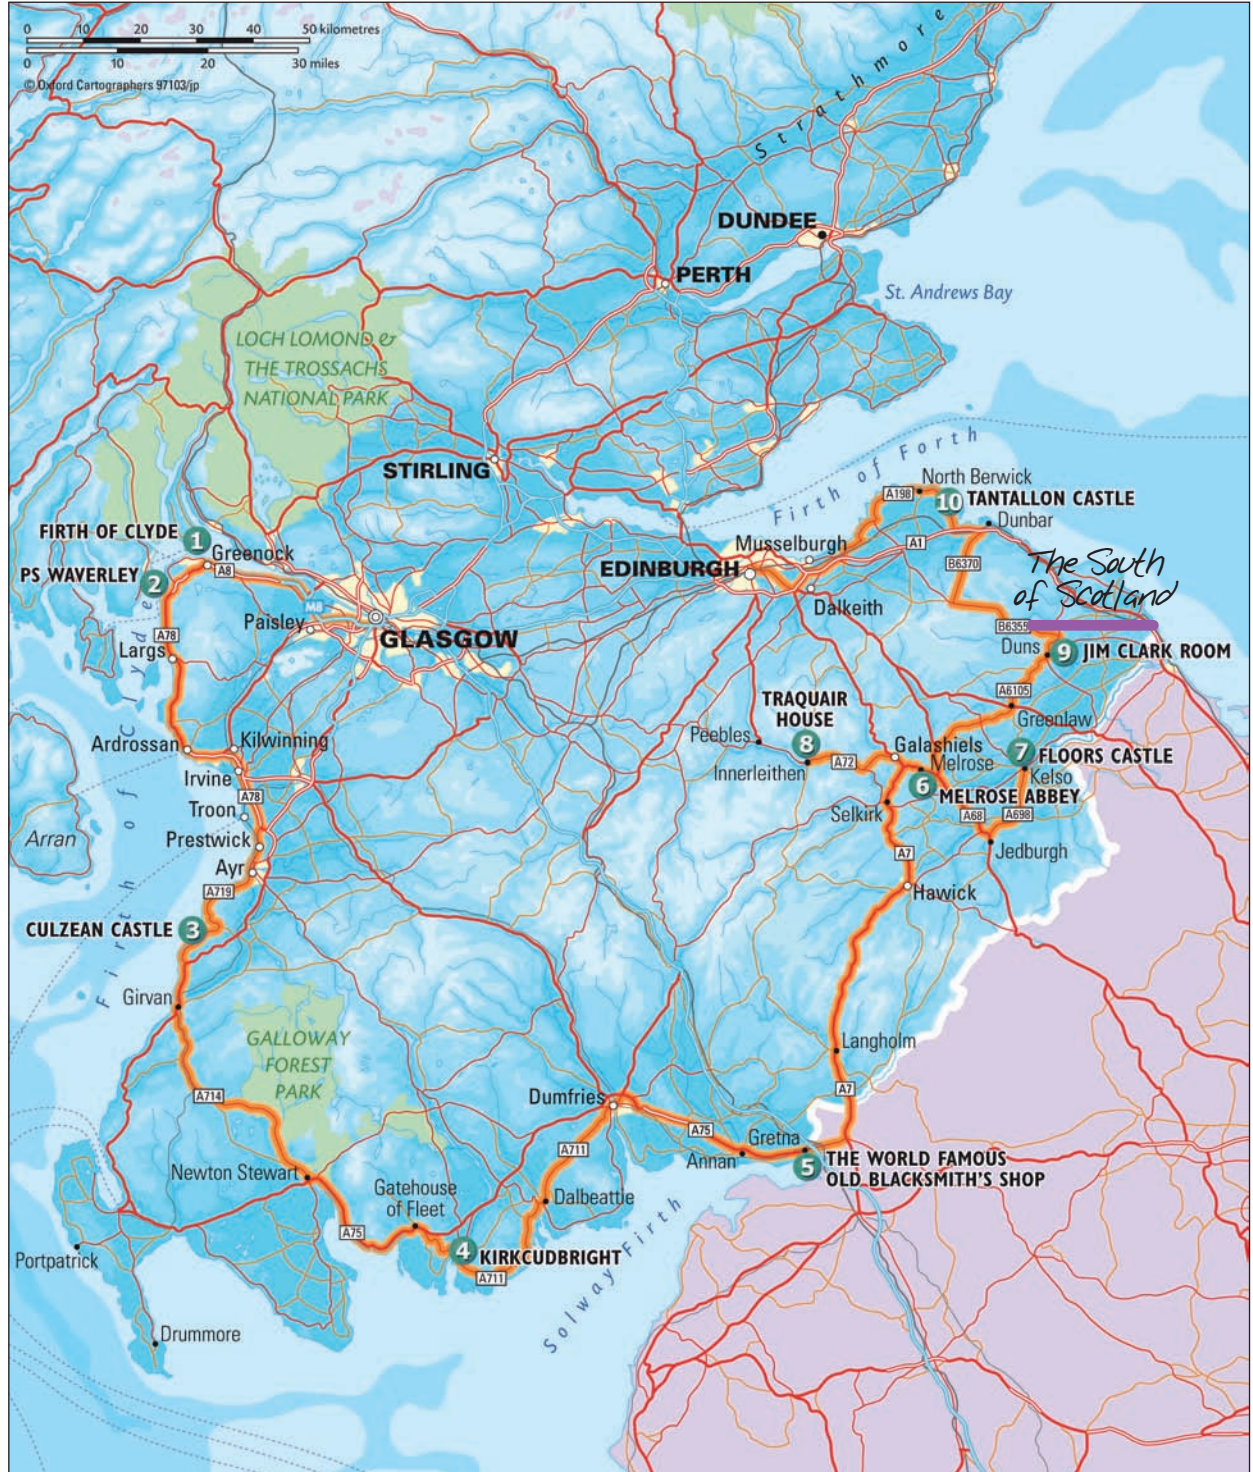 0 10 20 30 40 50 kilometres
0 10 20 30 miles
© Oxford Cartographers 97103/jp
Strathmore
DUNDEE
PERTH
St. Andrews Bay
LOCH LOMOND &
THE TROSSACHS
NATIONAL PARK
STIRLING
Firth of Forth
North Berwick
A198
10 TANTALLON CASTLE
Dunbar
FIRTH OF CLYDE 1
Greenock
A8
PS WAVERLEY 2
Musselburgh
A1
EDINBURGH
B6370
The South
of Scotland
Dalkeith
M8
Paisley
GLASGOW
A78
Largs
B6355
Duns
9 JIM CLARK ROOM
A6105
Greenlaw
TRAQUAIR
HOUSE
8
Peebles
Innerleithen
A72
Galashiels
Melrose
7 FLOORS CASTLE
Kelso
6
MELROSE ABBEY
Selkirk
A68
A698
Jedburgh
Firth of Clyde
Ardrossan
Kilwinning
Irvine
A78
Troon
Arran
Prestwick
Ayr
A719
A7
Hawick
CULZEAN CASTLE 3
Girvan
GALLOWAY
FOREST
PARK
Langholm
A714
Dumfries
A7
A75
Gretna
A711
Annan
5 THE WORLD FAMOUS
OLD BLACKSMITH'S SHOP
Newton Stewart
Gatehouse
of Fleet
Dalbeattie
A75
4 KIRKCUDBRIGHT
A711
Solway Firth
Portpatrick
Drummore